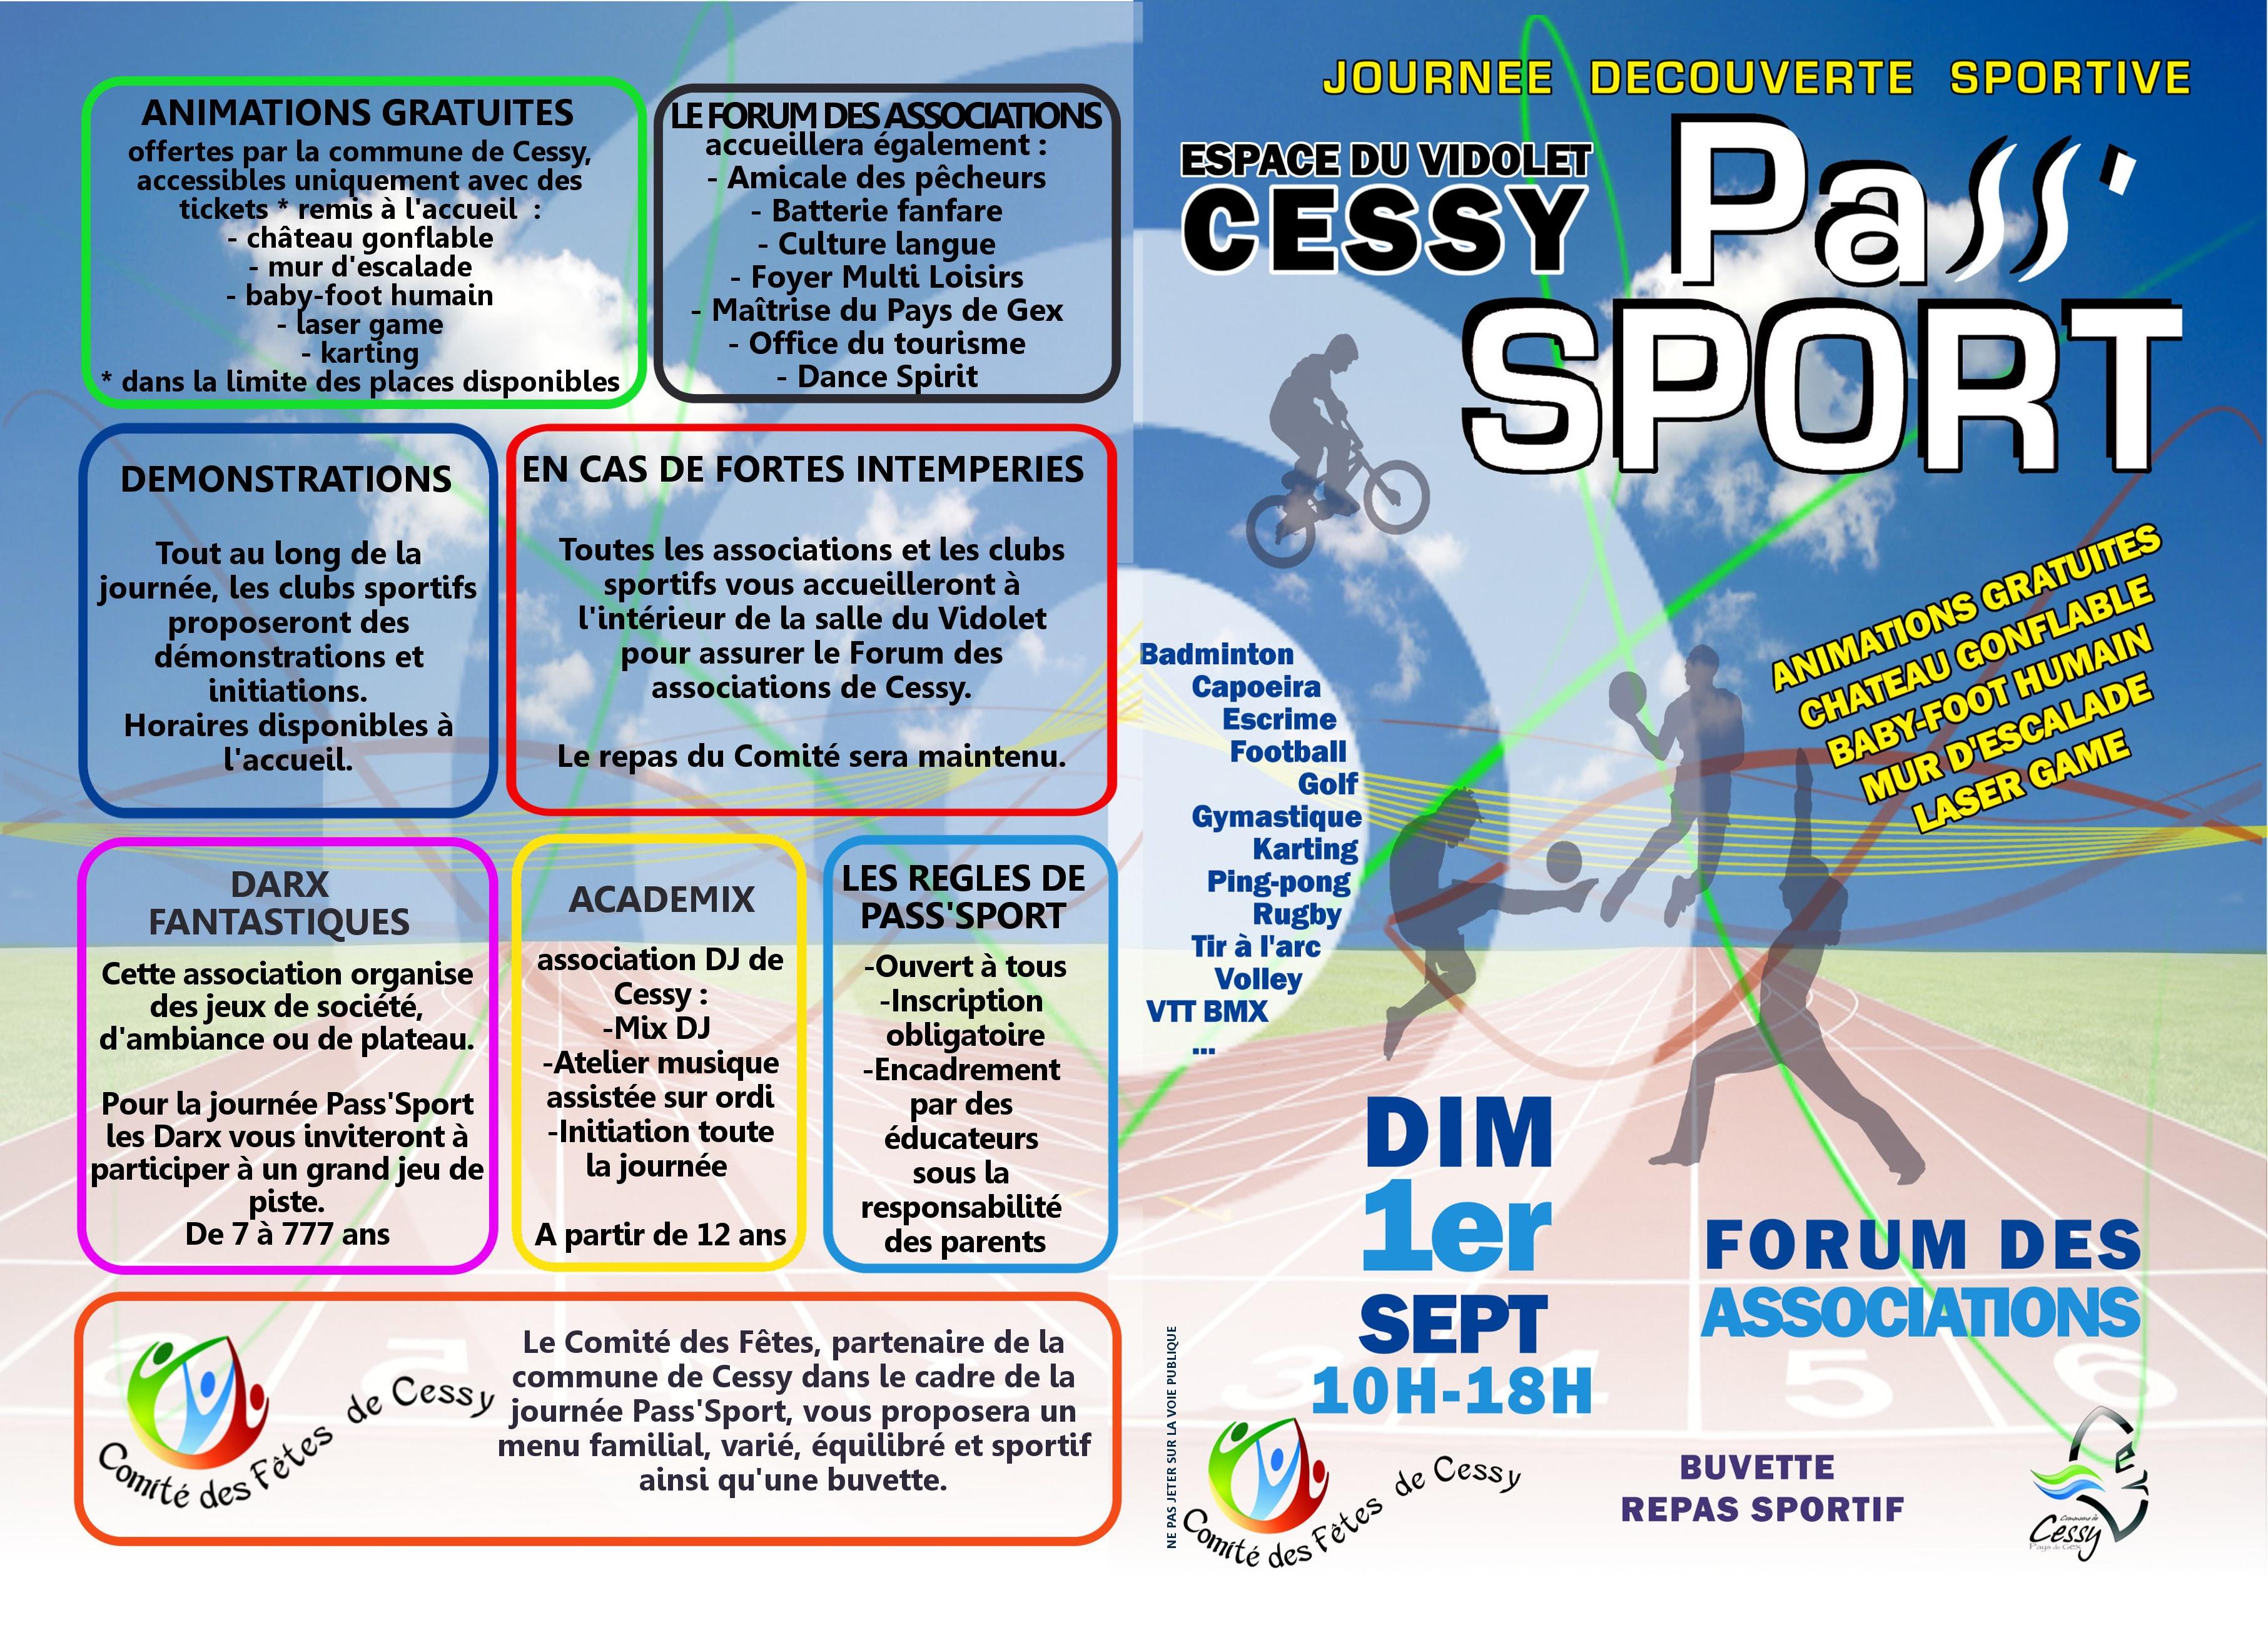 ANIMATIONS GRATUITES
offertes par la commune de Cessy,
accessibles uniquement avec des
tickets * remis à l'accueil :
- château gonflable
- mur d'escalade
- baby-foot humain
- laser game
- karting
* dans la limite des places disponibles
LE FORUM DES ASSOCIATIONS
accueillera également :
- Amicale des pêcheurs
- Batterie fanfare
- Culture langue
- Foyer Multi Loisirs
- Maîtrise du Pays de Gex
- Office du tourisme
- Dance Spirit
DEMONSTRATIONS
Tout au long de la
journée, les clubs sportifs
proposeront des
démonstrations et
initiations.
Horaires disponibles à
l'accueil.
EN CAS DE FORTES INTEMPERIES
Toutes les associations et les clubs
sportifs vous accueilleront à
l'intérieur de la salle du Vidolet
pour assurer le Forum des
associations de Cessy.
Le repas du Comité sera maintenu.
DARX
FANTASTIQUES
Cette association organise
des jeux de société,
d'ambiance ou de plateau.
Pour la journée Pass'Sport
les Darx vous inviteront à
participer à un grand jeu de
piste.
De 7 à 777 ans
ACADEMIX
association DJ de
Cessy :
-Mix DJ
-Atelier musique
assistée sur ordi
-Initiation toute
la journée
A partir de 12 ans
LES REGLES DE
PASS'SPORT
-Ouvert à tous
-Inscription
obligatoire
-Encadrement
par des
éducateurs
sous la
responsabilité
des parents
Comité des Fêtes de Cessy
Le Comité des Fêtes, partenaire de la
commune de Cessy dans le cadre de la
journée Pass'Sport, vous proposera un
menu familial, varié, équilibré et sportif
ainsi qu'une buvette.
JOURNEE DECOUVERTE SPORTIVE
ESPACE DU VIDOLET
CESSY
Pass'
SPORT
ANIMATIONS GRATUITES
CHATEAU GONFLABLE
BABY-FOOT HUMAIN
MUR D'ESCALADE
LASER GAME
Badminton
Capoeira
Escrime
Football
Golf
Gymastique
Karting
Ping-pong
Rugby
Tir à l'arc
Volley
VTT BMX
...
DIM
1er
SEPT
10H-18H
FORUM DES
ASSOCIATIONS
3 4 5 6
NE PAS JETER SUR LA VOIE PUBLIQUE
Comité des Fêtes de Cessy
BUVETTE
REPAS SPORTIF
Commune de
Cessy
Pays de Gex